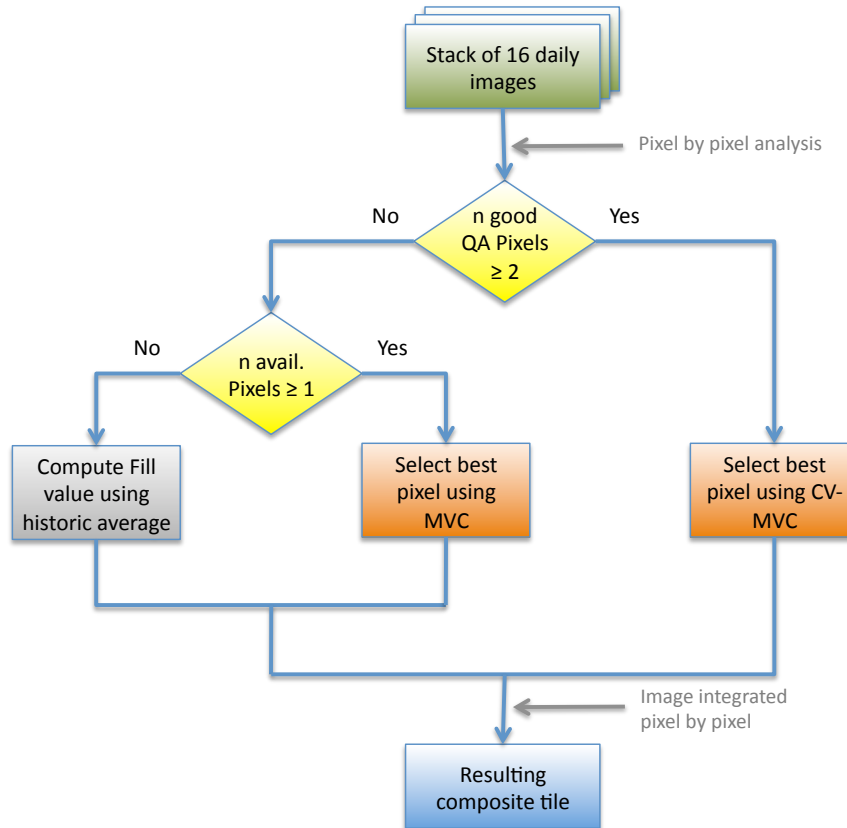 Stack of 16 daily
images
Pixel by pixel analysis
No
n good
QA Pixels
≥ 2
Yes
No
n avail.
Pixels ≥ 1
Yes
Compute Fill
value using
historic average
Select best
pixel using
MVC
Select best
pixel using CV-
MVC
Image integrated
pixel by pixel
Resulting
composite tile